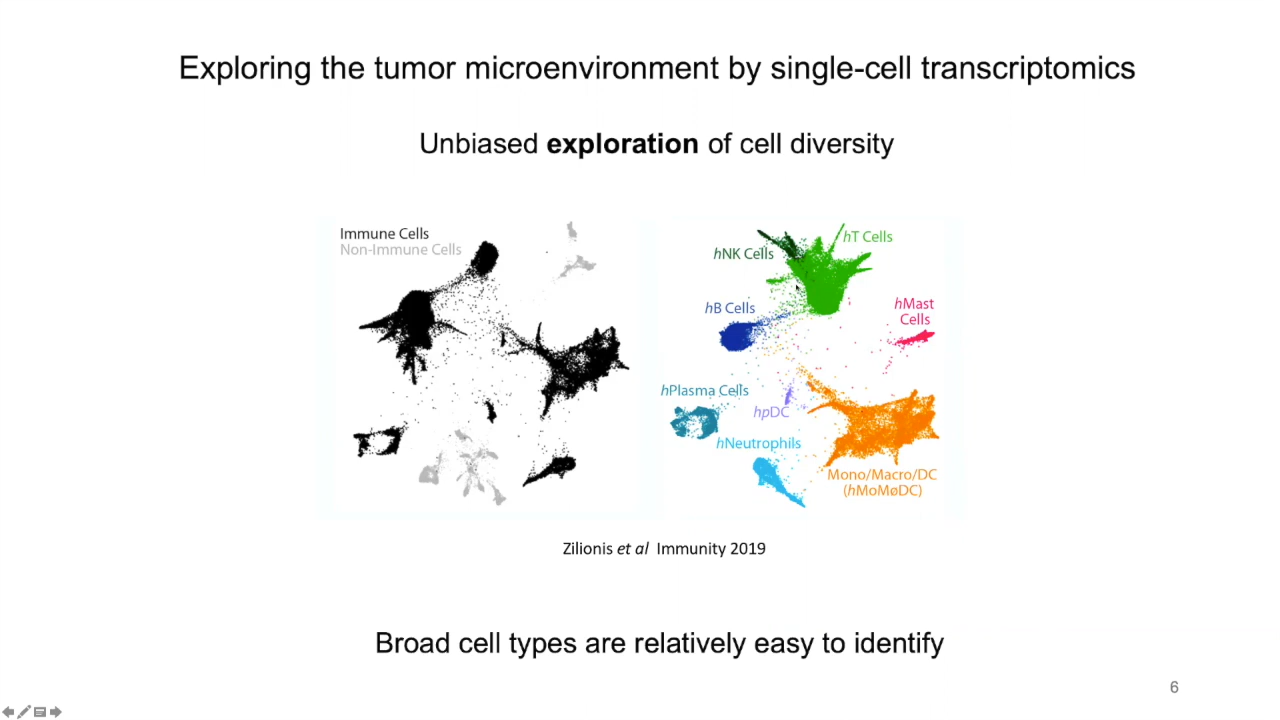 Exploring the tumor microenvironment by single-cell transcriptomics
Unbiased exploration of cell diversity
Immune Cells
Non-Immune Cells
hT Cells
hNK Cells
hB Cells
hMast
Cells
hPlasma Cells
hpDC
hNeutrophils
Mono/Macro/DC
(hMoMøDC)
Zilionis et al Immunity 2019
Broad cell types are relatively easy to identify
6